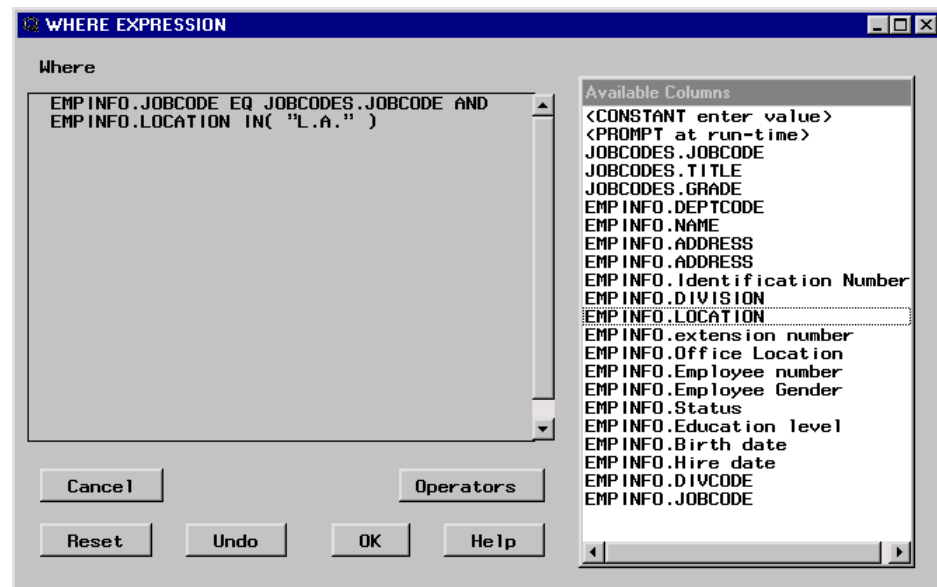 WHERE EXPRESSION
Where
EMPINFO.JOBCODE EQ JOBCODES.JOBCODE AND
EMPINFO.LOCATION IN( "L.A." )
Available Columns
<CONSTANT enter value>
<PROMPT at run-time>
JOBCODES.JOBCODE
JOBCODES.TITLE
JOBCODES.GRADE
EMPINFO.DEPTCODE
EMPINFO.NAME
EMPINFO.ADDRESS
EMPINFO.ADDRESS
EMPINFO.Identification Number
EMPINFO.DIVISION
EMPINFO.LOCATION
EMPINFO.extension number
EMPINFO.Office Location
EMPINFO.Employee number
EMPINFO.Employee Gender
EMPINFO.Status
EMPINFO.Education level
EMPINFO.Birth date
EMPINFO.Hire date
EMPINFO.DIVCODE
EMPINFO.JOBCODE
Cancel Operators
Reset Undo OK Help